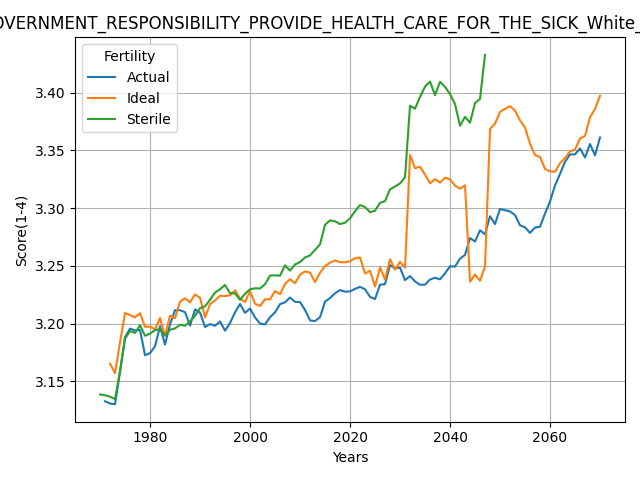 OVERNMENT_RESPONSIBILITY_PROVIDE_HEALTH_CARE_FOR_THE_SICK_White_
Fertility
Actual
Ideal
Sterile
Score(1-4)
3.40
3.35
3.30
3.25
3.20
3.15
1980
2000
2020
2040
2060
Years